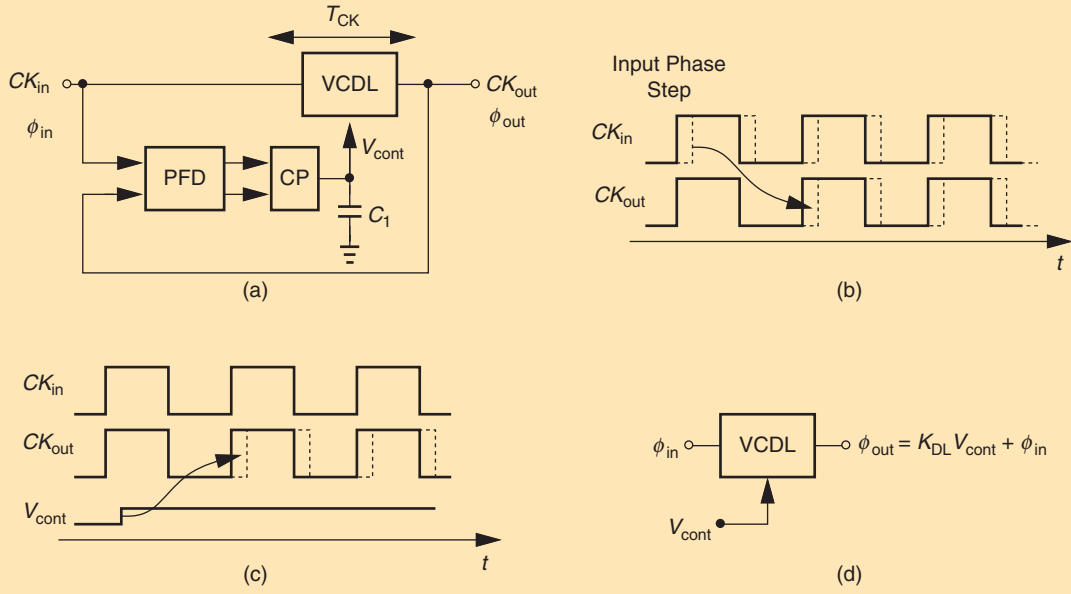 T_CK
CK_in
VCDL
CK_out
ϕ_in
ϕ_out
V_cont
PFD
CP
C_1
(a)
Input Phase
Step
CK_in
CK_out
t
(b)
CK_in
CK_out
V_cont
t
(c)
ϕ_in
VCDL
ϕ_out = K_DL V_cont + ϕ_in
V_cont
(d)